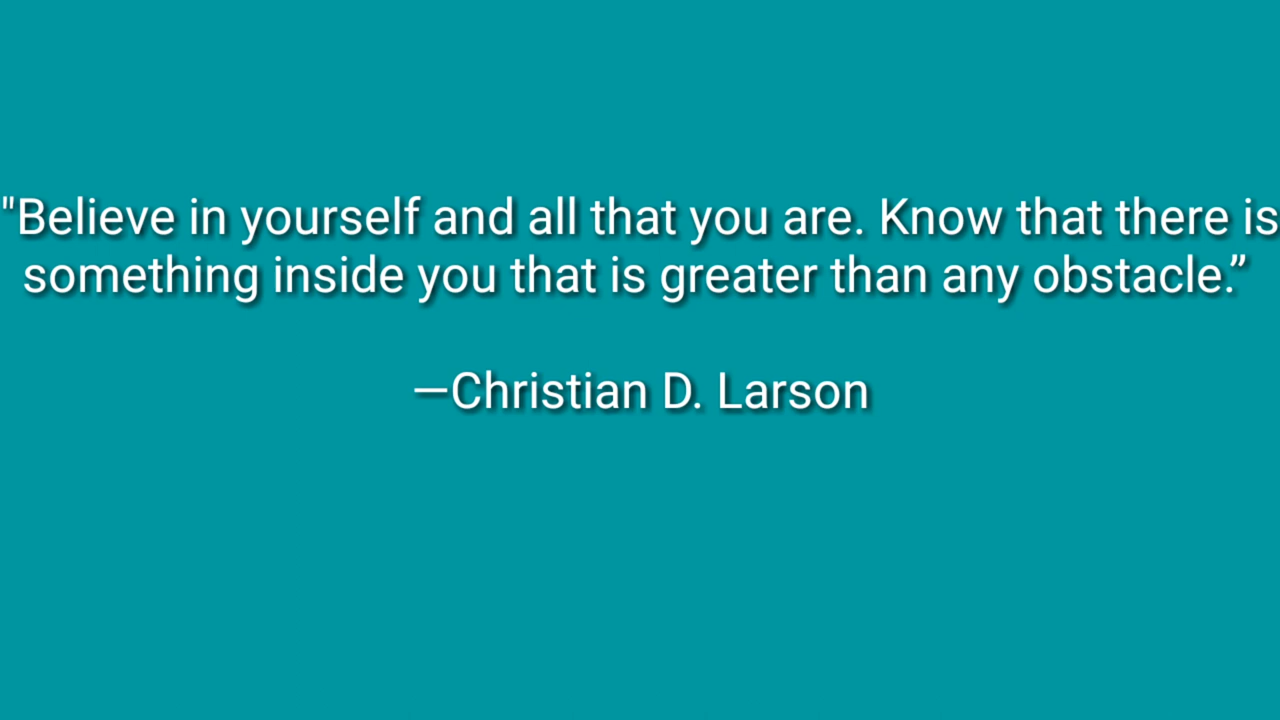 "Believe in yourself and all that you are. Know that there is
something inside you that is greater than any obstacle.”
—Christian D. Larson